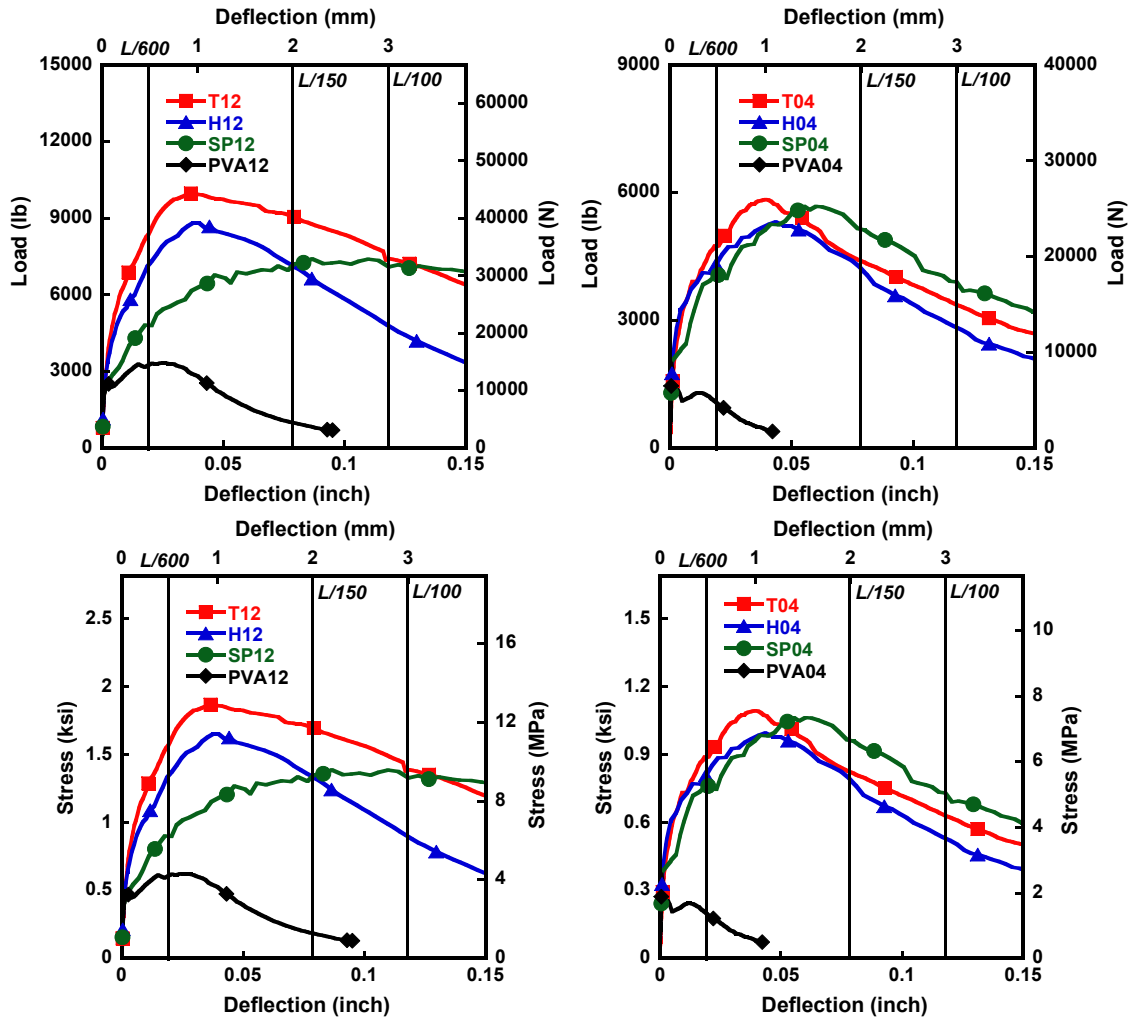 Deflection (mm)
0 L/600 1 2 3
15000
12000
9000
6000
3000
0
Load (lb)
L/150
L/100
T12
H12
SP12
PVA12
60000
50000
40000
30000
20000
10000
0
Load (N)
0 0.05 0.1 0.15
Deflection (inch)
Deflection (mm)
0 L/600 1 2 3
9000
6000
3000
0
Load (lb)
L/150
L/100
T04
H04
SP04
PVA04
40000
30000
20000
10000
0
Load (N)
0 0.05 0.1 0.15
Deflection (inch)
Deflection (mm)
0 L/600 1 2 3
2.5
2
1.5
1
0.5
0
Stress (ksi)
L/150
L/100
T12
H12
SP12
PVA12
16
12
8
4
0
Stress (MPa)
0 0.05 0.1 0.15
Deflection (inch)
Deflection (mm)
0 L/600 1 2 3
1.5
1.2
0.9
0.6
0.3
0
Stress (ksi)
L/150
L/100
T04
H04
SP04
PVA04
10
8
6
4
2
0
Stress (MPa)
0 0.05 0.1 0.15
Deflection (inch)